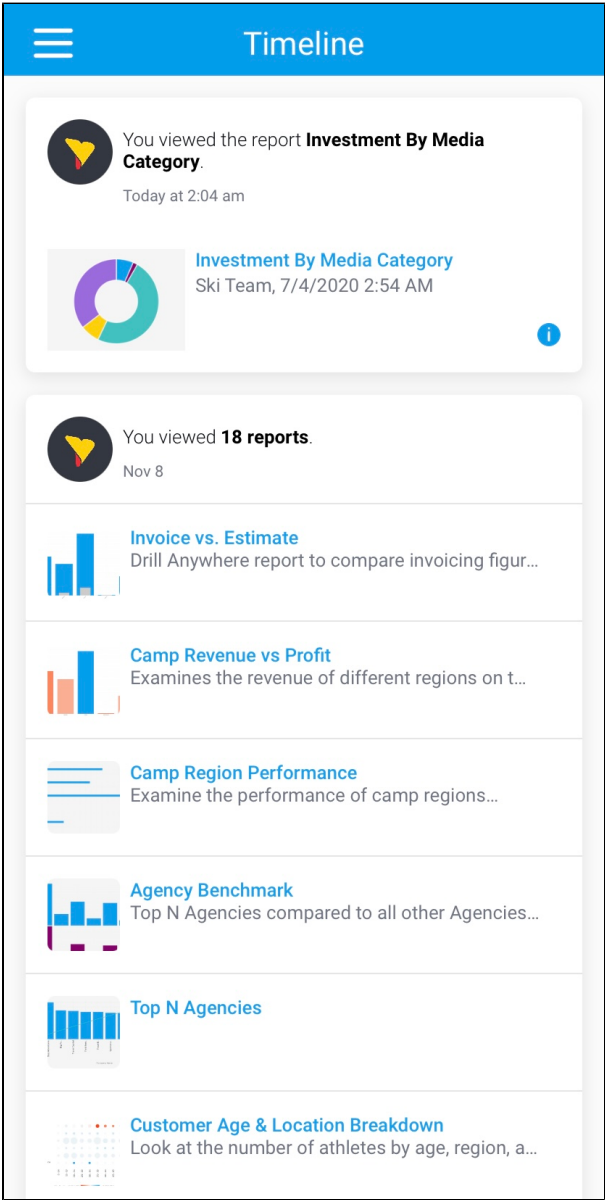 Timeline
You viewed the report Investment By Media
Category.
Today at 2:04 am
Investment By Media Category
Ski Team, 7/4/2020 2:54 AM
You viewed 18 reports.
Nov 8
Invoice vs. Estimate
Drill Anywhere report to compare invoicing figur...
Camp Revenue vs Profit
Examines the revenue of different regions on t...
Camp Region Performance
Examine the performance of camp regions...
Agency Benchmark
Top N Agencies compared to all other Agencies...
Top N Agencies
Customer Age & Location Breakdown
Look at the number of athletes by age, region, a...